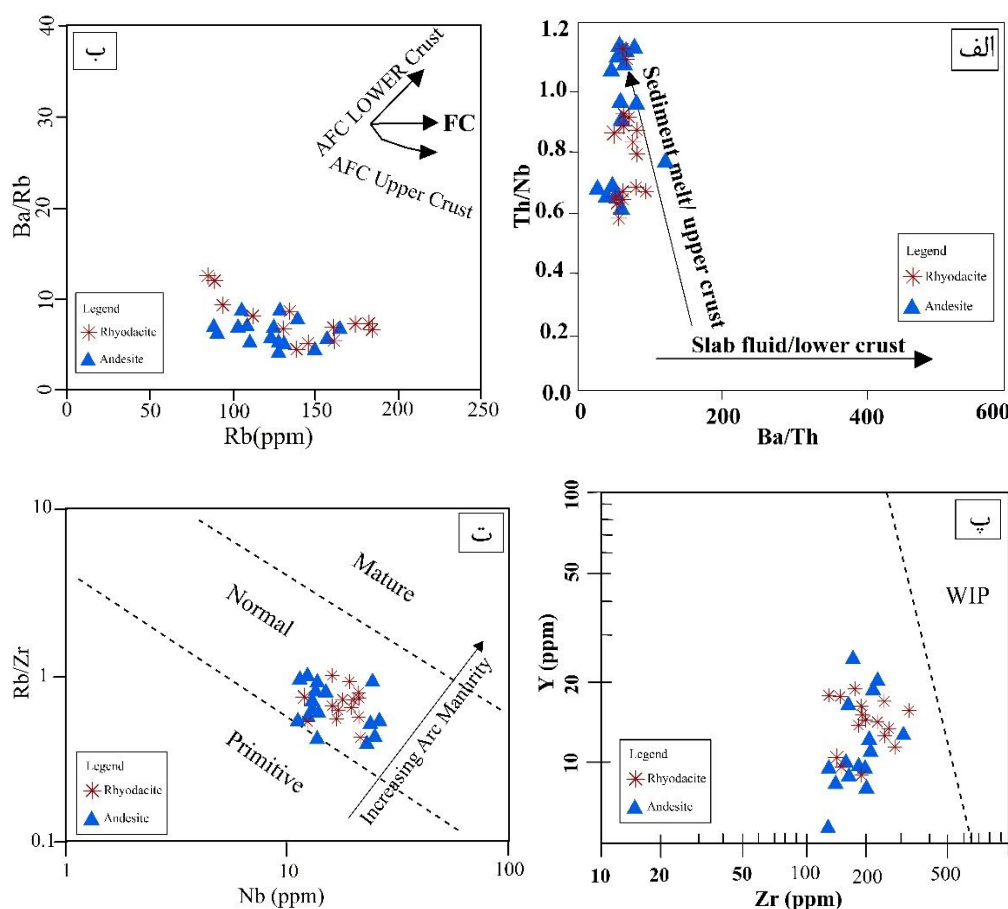 ب
40
30
20
10
0
Ba/Rb
AFC LOWER Crust
FC
AFC Upper Crust
Legend
Rhyodacite
Andesite
0
50
100
150
200
250
Rb(ppm)
الف
1.2
1.0
0.8
0.6
0.4
0.2
0.0
Th/Nb
Sediment melt/ upper crust
Slab fluid/lower crust
Legend
Rhyodacite
Andesite
0
200
400
600
Ba/Th
ت
10
1
0.1
Rb/Zr
Mature
Normal
Primitive
Increasing Arc Manlurity
Legend
Rhyodacite
Andesite
1
10
100
Nb (ppm)
پ
100
50
20
10
Y (ppm)
WIP
Legend
Rhyodacite
Andesite
10
20
50
100
200
500
Zr (ppm)